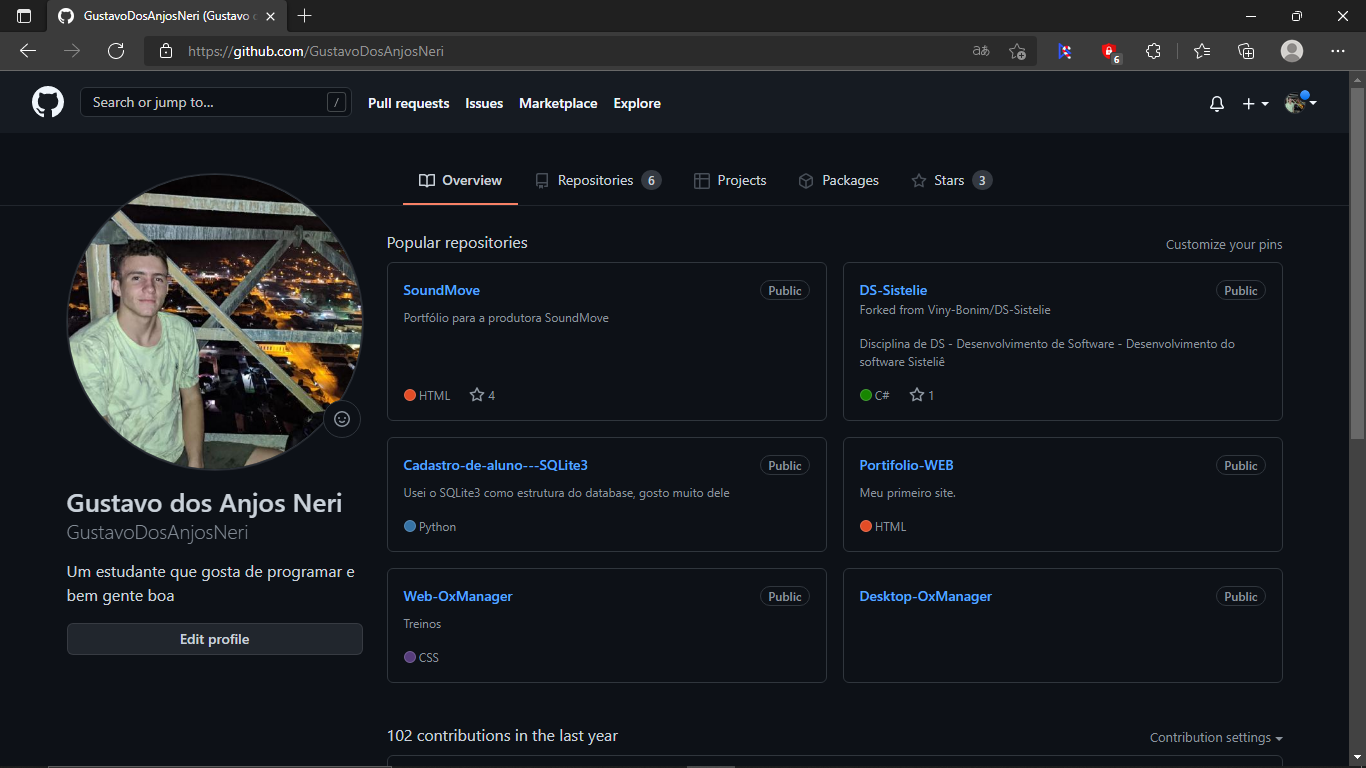 GustavoDosAnjosNeri (Gustavo
https://github.com/GustavoDosAnjosNeri
aあ
6
Search or jump to...
/
Pull requests
Issues
Marketplace
Explore
Overview
Repositories 6
Projects
Packages
Stars 3
Popular repositories
Customize your pins
SoundMove
Public
Portfólio para a produtora SoundMove
HTML
4
DS-Sistelie
Public
Forked from Viny-Bonim/DS-Sistelie
Disciplina de DS - Desenvolvimento de Software - Desenvolvimento do
software Sisteliê
C#
1
Cadastro-de-aluno---SQLite3
Public
Usei o SQLite3 como estrutura do database, gosto muito dele
Python
Portifolio-WEB
Public
Meu primeiro site.
HTML
Web-OxManager
Public
Treinos
CSS
Desktop-OxManager
Public
Gustavo dos Anjos Neri
GustavoDosAnjosNeri
Um estudante que gosta de programar e
bem gente boa
Edit profile
102 contributions in the last year
Contribution settings